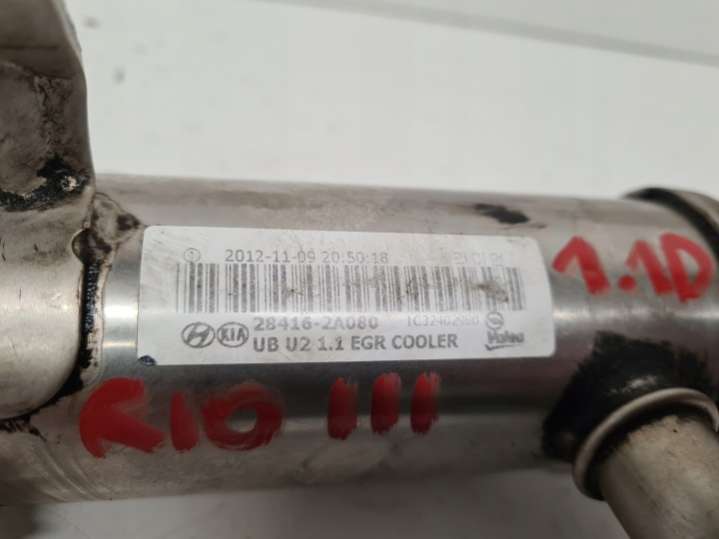 1 2012-11-09 20:50:18
28416-2A080
KIA
UB U2 1.1 EGR COOLER
Valeo
1.1D
RIO III